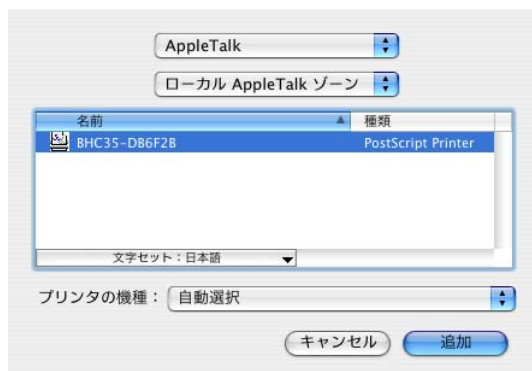 AppleTalk
ローカル AppleTalk ゾーン
名前 種類
BHC35-DB6F2B PostScript Printer
文字セット：日本語
プリンタの機種： 自動選択
キャンセル 追加